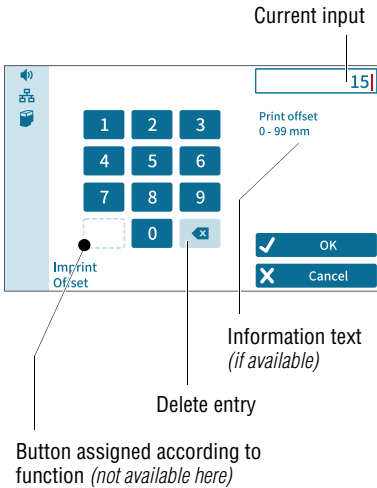 Current input
15
Print offset
0 - 99 mm
1 2 3
4 5 6
7 8 9
0
OK
Imprint
Offset
Cancel
Information text
(if available)
Delete entry
Button assigned according to
function (not available here)